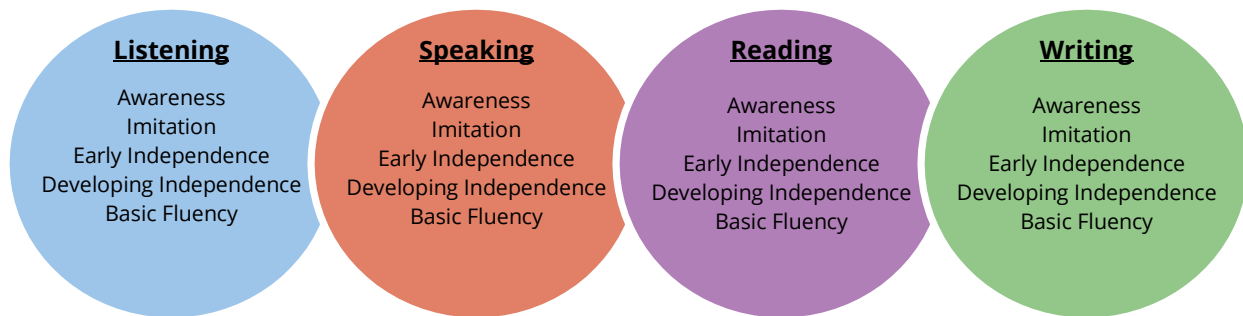 Listening
Awareness
Imitation
Early Independence
Developing Independence
Basic Fluency
Speaking
Awareness
Imitation
Early Independence
Developing Independence
Basic Fluency
Reading
Awareness
Imitation
Early Independence
Developing Independence
Basic Fluency
Writing
Awareness
Imitation
Early Independence
Developing Independence
Basic Fluency